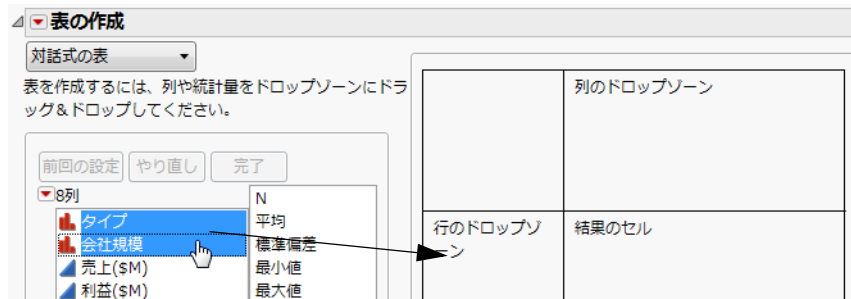 表の作成
対話式の表
表を作成するには、列や統計量をドロップゾーンにドラ
ッグ&ドロップしてください。
前回の設定 やり直し 完了
8列
タイプ
会社規模
売上($M)
利益($M)
N
平均
標準偏差
最小値
最大値
列のドロップゾーン
行のドロップゾ
ーン
結果のセル